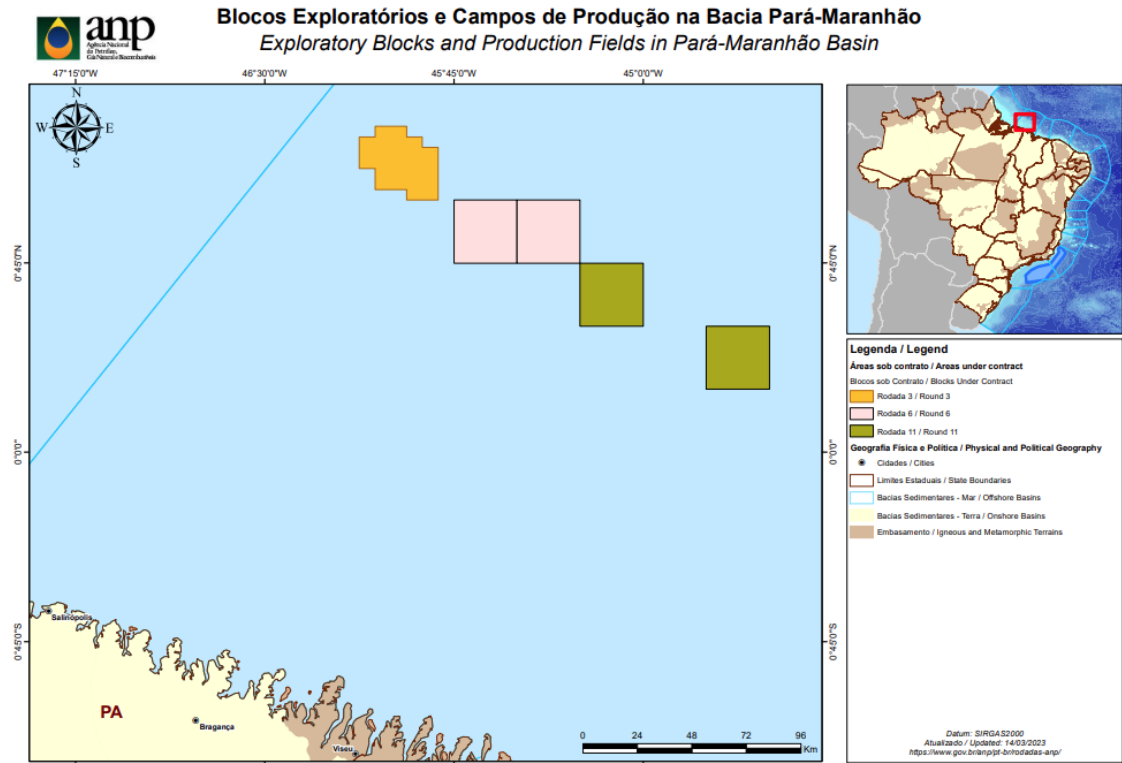 anp
Agência Nacional
do Petróleo,
Gás Natural e Biocombustíveis
Blocos Exploratórios e Campos de Produção na Bacia Pará-Maranhão
Exploratory Blocks and Production Fields in Pará-Maranhão Basin
47°15'0"W
46°30'0"W
45°45'0"W
45°0'0"W
N
W E
S
0°45'0"N
0°45'0"N
0°0'0"
0°0'0"
0°45'0"S
0°45'0"S
Salinópolis
PA
Bragança
Viseu
0 24 48 72 96
Km
Legenda / Legend
Áreas sob contrato / Areas under contract
Blocos sob Contrato / Blocks Under Contract
Rodada 3 / Round 3
Rodada 6 / Round 6
Rodada 11 / Round 11
Geografia Física e Política / Physical and Political Geography
Cidades / Cities
Limites Estaduais / State Boundaries
Bacias Sedimentares - Mar / Offshore Basins
Bacias Sedimentares - Terra / Onshore Basins
Embasamento / Igneous and Metamorphic Terrains
Datum: SIRGAS2000
Atualizado / Updated: 14/03/2023
https://www.gov.br/anp/pt-br/rodadas-anp/